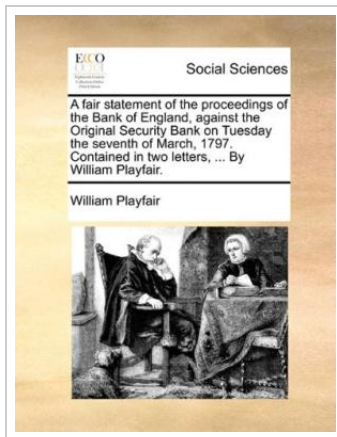 ECCO
Social Sciences
A fair statement of the proceedings of
the Bank of England, against the
Original Security Bank on Tuesday
the seventh of March, 1797.
Contained in two letters, ... By
William Playfair.
William Playfair